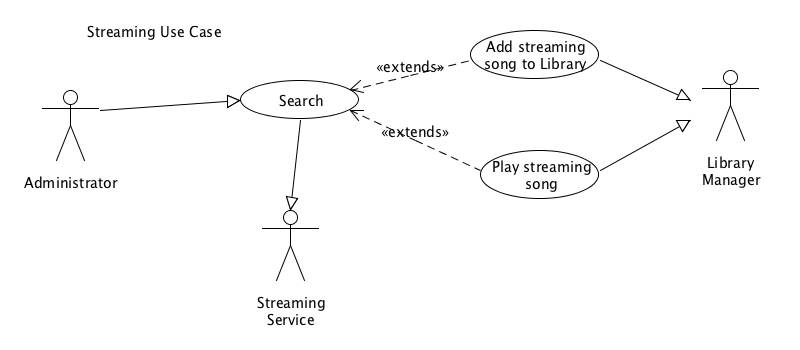 Streaming Use Case
Add streaming
song to Library
«extends»
Search
«extends»
Play streaming
song
Administrator
Library
Manager
Streaming
Service